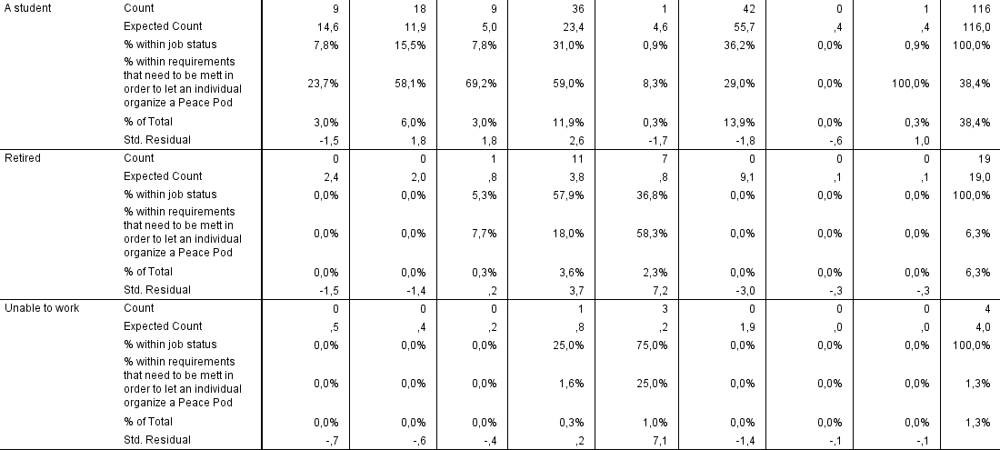 A student Count 9 18 9 36 1 42 0 1 116
Expected Count 14,6 11,9 5,0 23,4 4,6 55,7 ,4 ,4 116,0
% within job status 7,8% 15,5% 7,8% 31,0% 0,9% 36,2% 0,0% 0,9% 100,0%
% within requirements
that need to be mett in
order to let an individual 23,7% 58,1% 69,2% 59,0% 8,3% 29,0% 0,0% 100,0% 38,4%
organize a Peace Pod
% of Total 3,0% 6,0% 3,0% 11,9% 0,3% 13,9% 0,0% 0,3% 38,4%
Std. Residual -1,5 1,8 1,8 2,6 -1,7 -1,8 -,6 1,0
Retired Count 0 0 1 11 7 0 0 0 19
Expected Count 2,4 2,0 ,8 3,8 ,8 9,1 ,1 ,1 19,0
% within job status 0,0% 0,0% 5,3% 57,9% 36,8% 0,0% 0,0% 0,0% 100,0%
% within requirements
that need to be mett in
order to let an individual 0,0% 0,0% 7,7% 18,0% 58,3% 0,0% 0,0% 0,0% 6,3%
organize a Peace Pod
% of Total 0,0% 0,0% 0,3% 3,6% 2,3% 0,0% 0,0% 0,0% 6,3%
Std. Residual -1,5 -1,4 ,2 3,7 7,2 -3,0 -,3 -,3
Unable to work Count 0 0 0 1 3 0 0 0 4
Expected Count ,5 ,4 ,2 ,8 ,2 1,9 ,0 ,0 4,0
% within job status 0,0% 0,0% 0,0% 25,0% 75,0% 0,0% 0,0% 0,0% 100,0%
% within requirements
that need to be mett in
order to let an individual 0,0% 0,0% 0,0% 1,6% 25,0% 0,0% 0,0% 0,0% 1,3%
organize a Peace Pod
% of Total 0,0% 0,0% 0,0% 0,3% 1,0% 0,0% 0,0% 0,0% 1,3%
Std. Residual -,7 -,6 -,4 ,2 7,1 -1,4 -,1 -,1